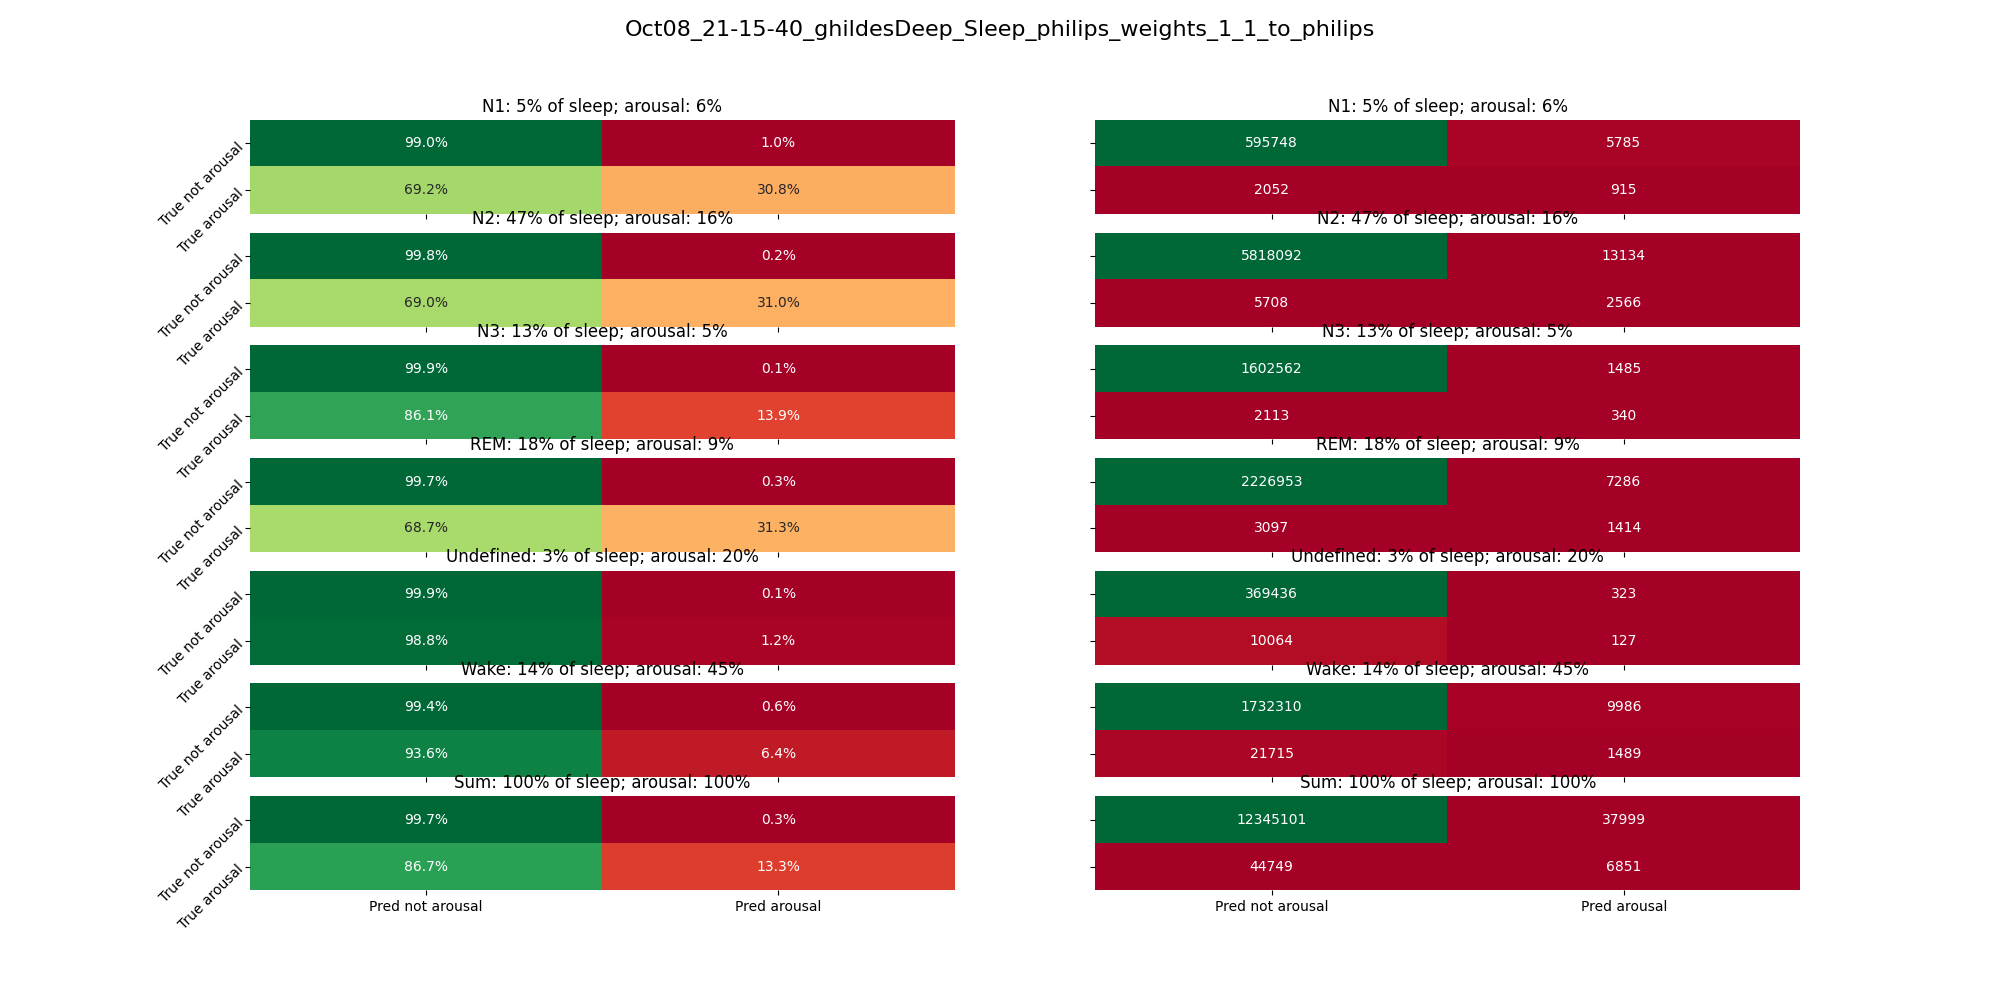 Oct08_21-15-40_ghildesDeep_Sleep_philips_weights_1_1_to_philips
N1: 5% of sleep; arousal: 6%
True not arousal
99.0%
1.0%
True arousal
69.2%
30.8%
N2: 47% of sleep; arousal: 16%
True not arousal
99.8%
0.2%
True arousal
69.0%
31.0%
N3: 13% of sleep; arousal: 5%
True not arousal
99.9%
0.1%
True arousal
86.1%
13.9%
REM: 18% of sleep; arousal: 9%
True not arousal
99.7%
0.3%
True arousal
68.7%
31.3%
Undefined: 3% of sleep; arousal: 20%
True not arousal
99.9%
0.1%
True arousal
98.8%
1.2%
Wake: 14% of sleep; arousal: 45%
True not arousal
99.4%
0.6%
True arousal
93.6%
6.4%
Sum: 100% of sleep; arousal: 100%
True not arousal
99.7%
0.3%
True arousal
86.7%
13.3%
Pred not arousal
Pred arousal
N1: 5% of sleep; arousal: 6%
595748
5785
2052
915
N2: 47% of sleep; arousal: 16%
5818092
13134
5708
2566
N3: 13% of sleep; arousal: 5%
1602562
1485
2113
340
REM: 18% of sleep; arousal: 9%
2226953
7286
3097
1414
Undefined: 3% of sleep; arousal: 20%
369436
323
10064
127
Wake: 14% of sleep; arousal: 45%
1732310
9986
21715
1489
Sum: 100% of sleep; arousal: 100%
12345101
37999
44749
6851
Pred not arousal
Pred arousal